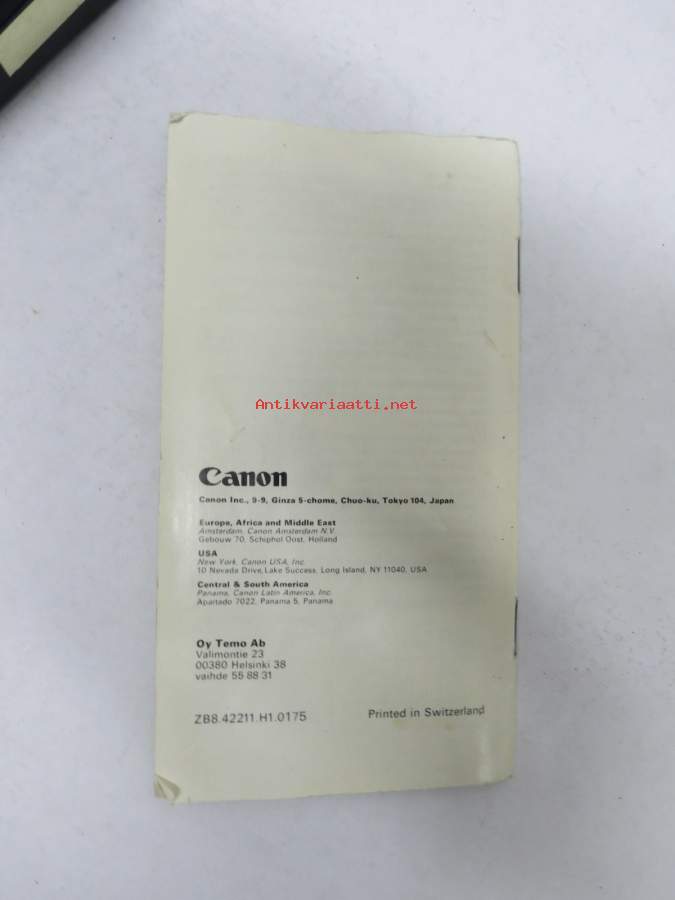 Antikvariaatti.net
Canon
Canon Inc., 9-9, Ginza 5-chome, Chuo-ku, Tokyo 104, Japan
Europe, Africa and Middle East
Amsterdam, Canon Amsterdam N.V.
Gebouw 70, Schiphol Oost, Holland
USA
New York, Canon USA, Inc.
10 Nevada Drive, Lake Success, Long Island, NY 11040, USA
Central & South America
Panama, Canon Latin America, Inc.
Apartado 7022, Panama 5, Panama
Oy Temo Ab
Valimontie 23
00380 Helsinki 38
vaihde 55 88 31
ZB8.42211.H1.0175
Printed in Switzerland